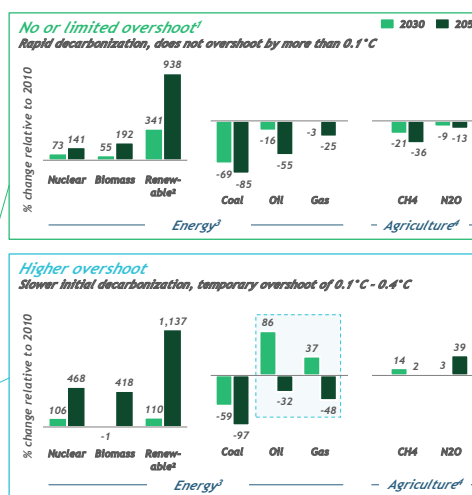 No or limited overshoot¹
2030
205
Rapid decarbonization, does not overshoot by more than 0.1°C
% change relative to 2010
73 141 55 192 341 938
-69 -85 -16 -55 -3 -25
-21 -36 -9 -13
Nuclear Biomass Renew-
able²
Coal Oil Gas
CH4 N2O
Energy³ Agriculture⁴
Higher overshoot
Slower initial decarbonization, temporary overshoot of 0.1°C - 0.4°C
% change relative to 2010
106 468 -1 418 110 1,137
-59 -97 86 -32 37 -48
14 2 3 39
Nuclear Biomass Renew-
able²
Coal Oil Gas
CH4 N2O
Energy³ Agriculture⁴